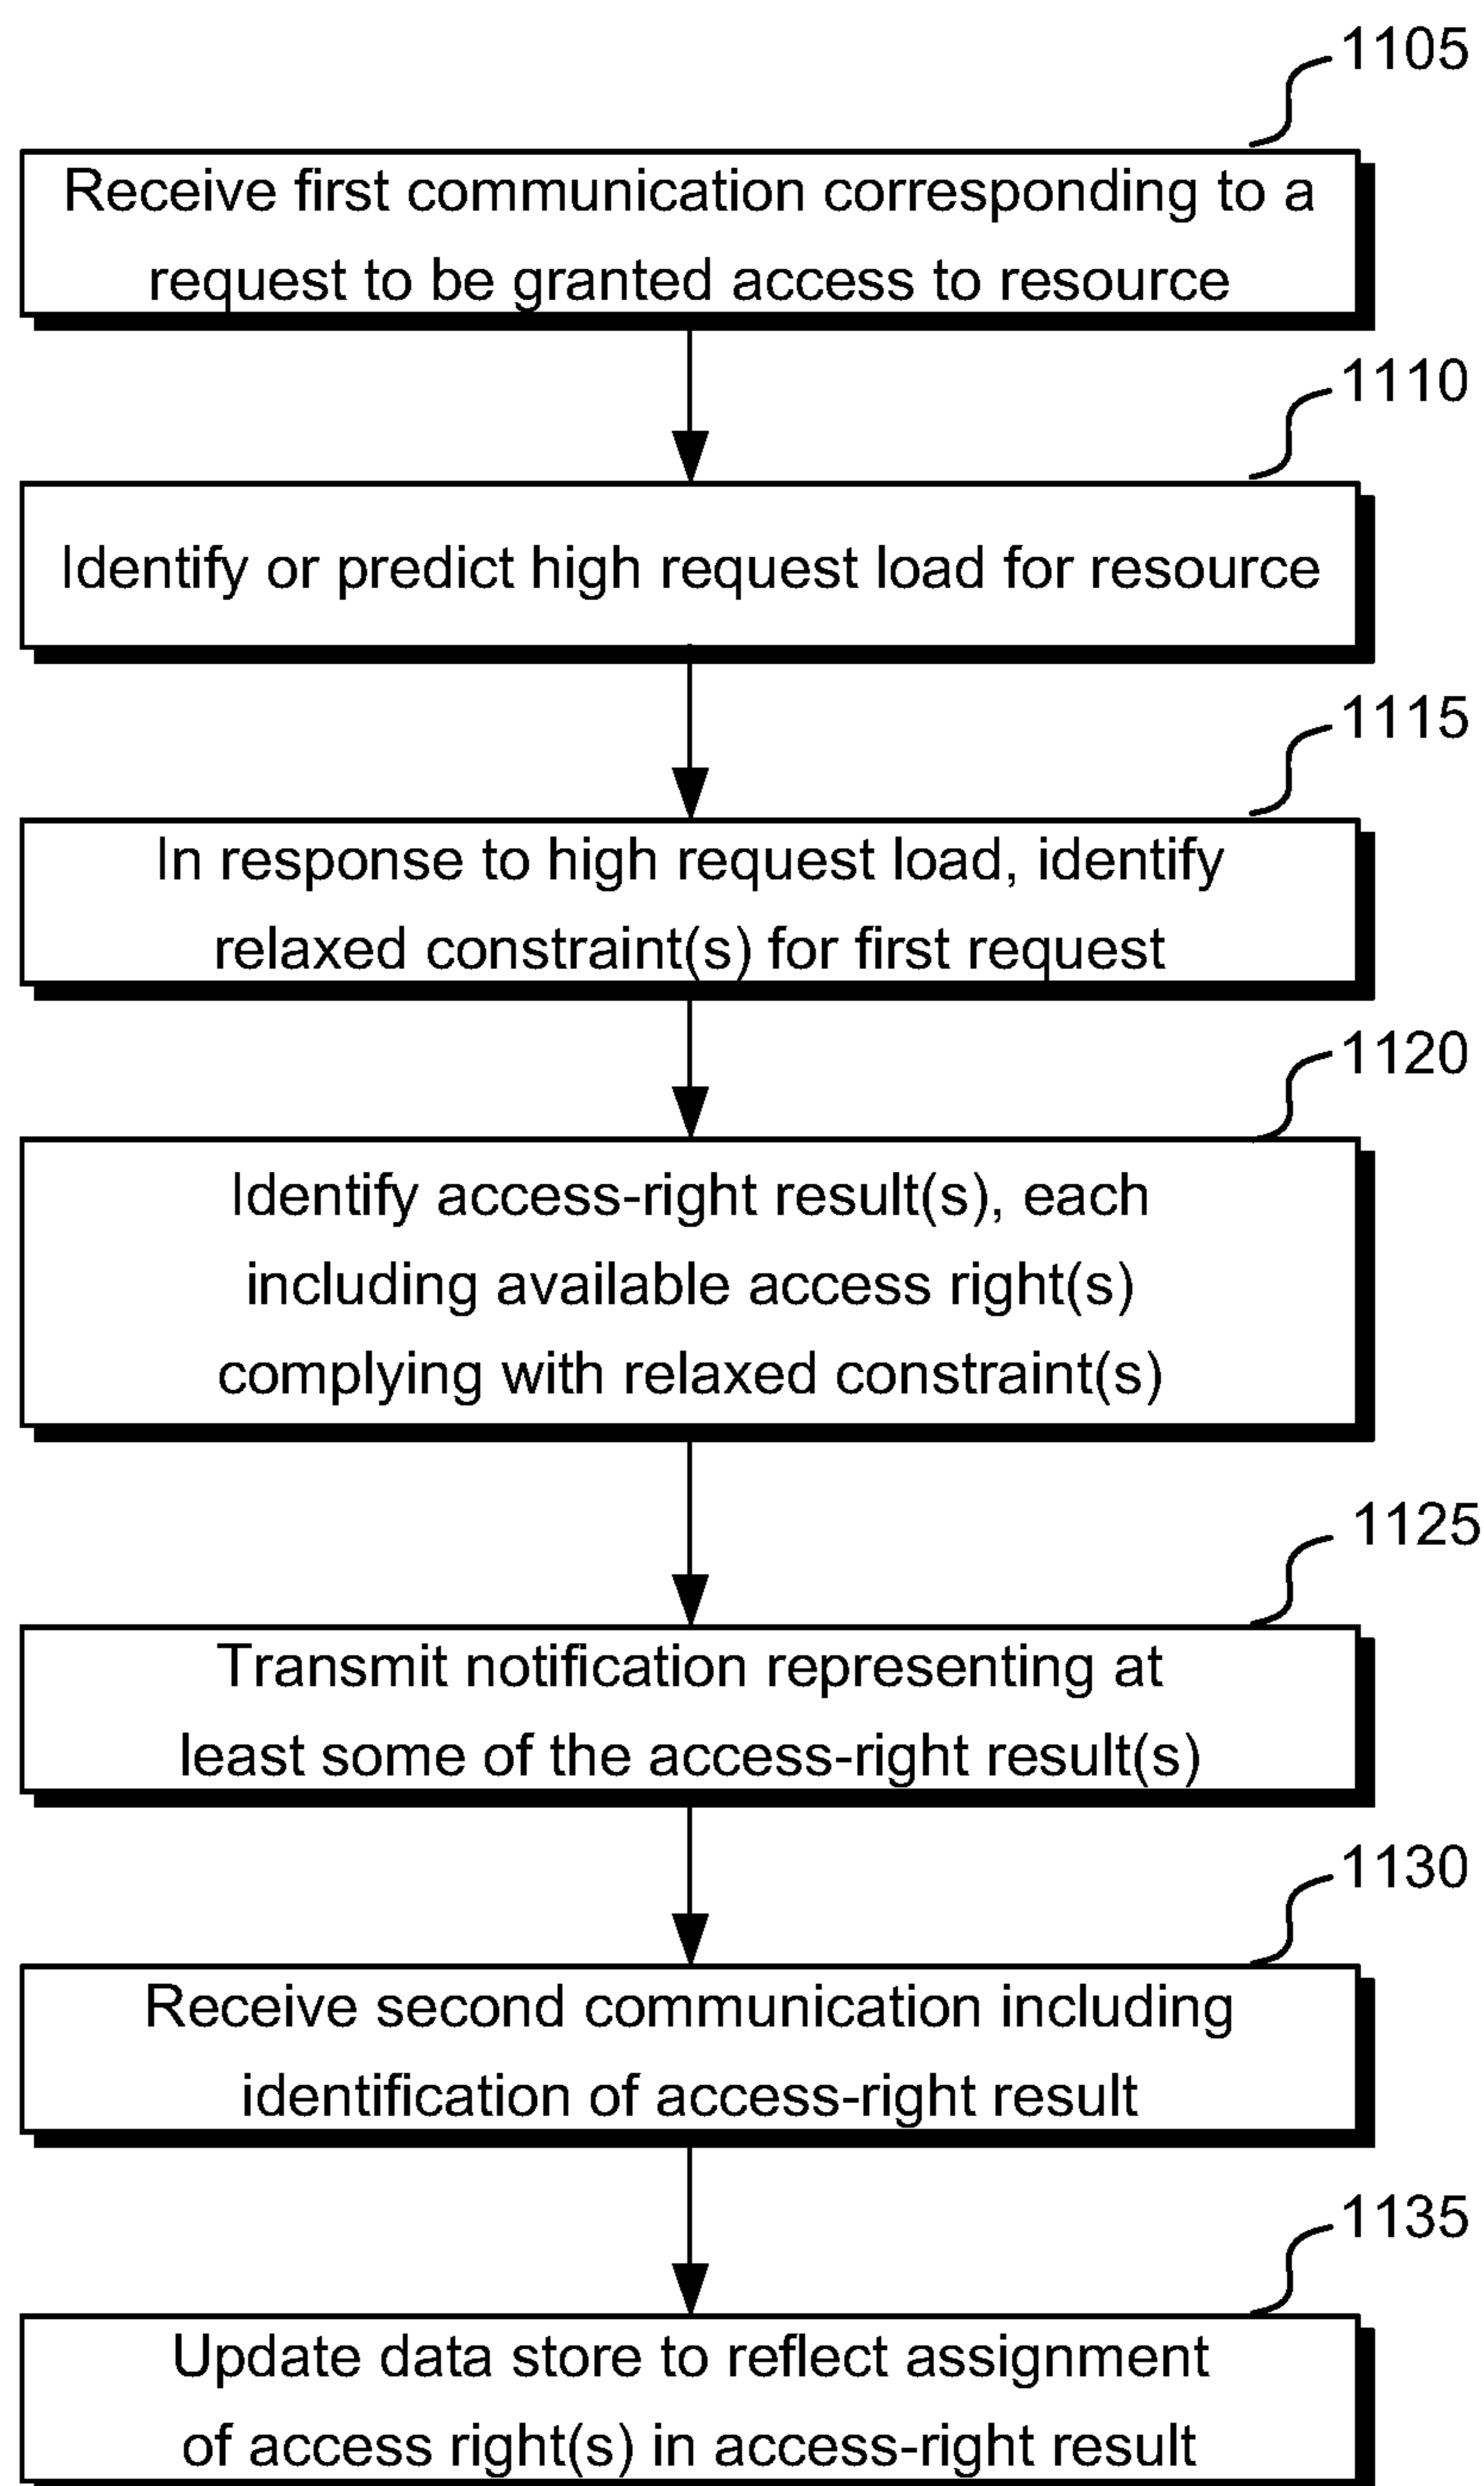 1105
Receive first communication corresponding to a
request to be granted access to resource
1110
Identify or predict high request load for resource
1115
In response to high request load, identify
relaxed constraint(s) for first request
1120
Identify access-right result(s), each
including available access right(s)
complying with relaxed constraint(s)
1125
Transmit notification representing at
least some of the access-right result(s)
1130
Receive second communication including
identification of access-right result
1135
Update data store to reflect assignment
of access right(s) in access-right result